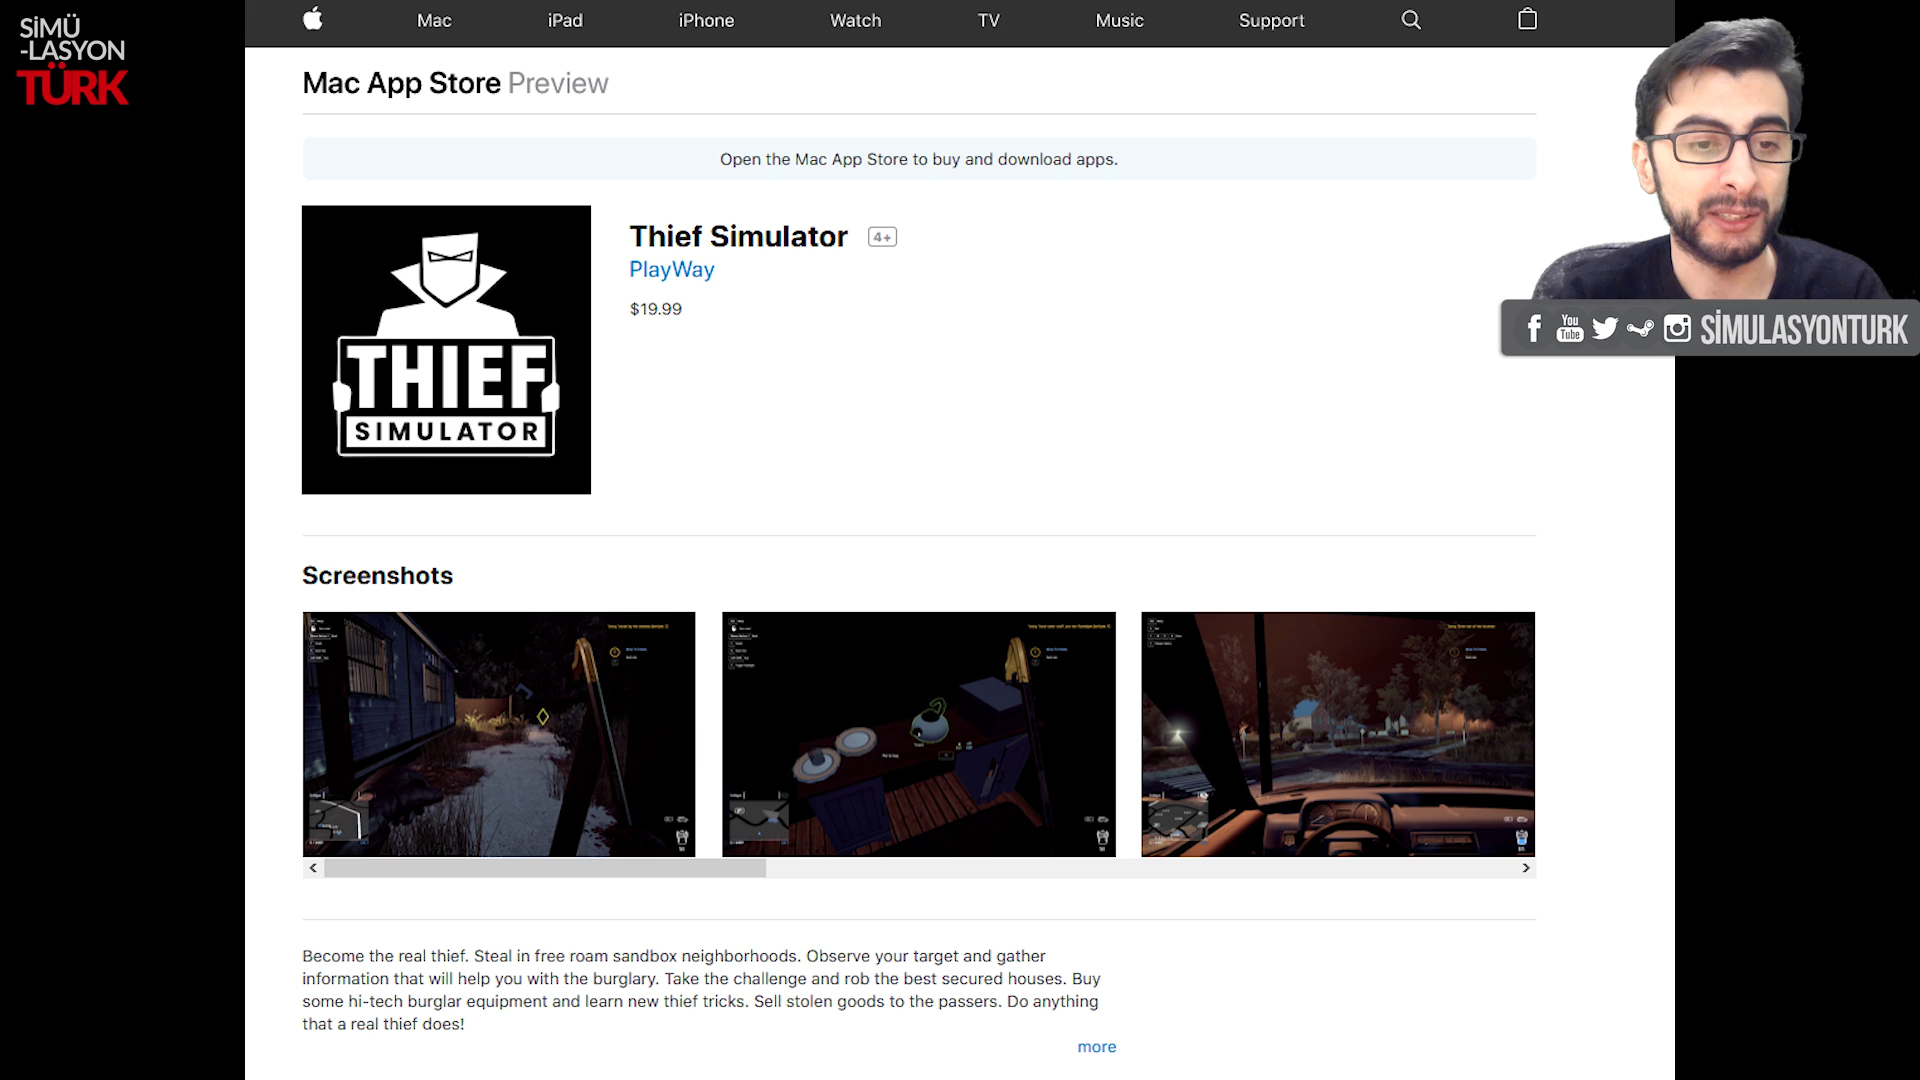 SiMÜ
-LASYON
TÜRK
Mac
iPad
iPhone
Watch
TV
Music
Support
Mac App Store Preview
Open the Mac App Store to buy and download apps.
THIEF
SIMULATOR
Thief Simulator 4+
PlayWay
$19.99
You
Tube
SİMULASYONTURK
Screenshots
Become the real thief. Steal in free roam sandbox neighborhoods. Observe your target and gather
information that will help you with the burglary. Take the challenge and rob the best secured houses. Buy
some hi-tech burglar equipment and learn new thief tricks. Sell stolen goods to the passers. Do anything
that a real thief does!
more